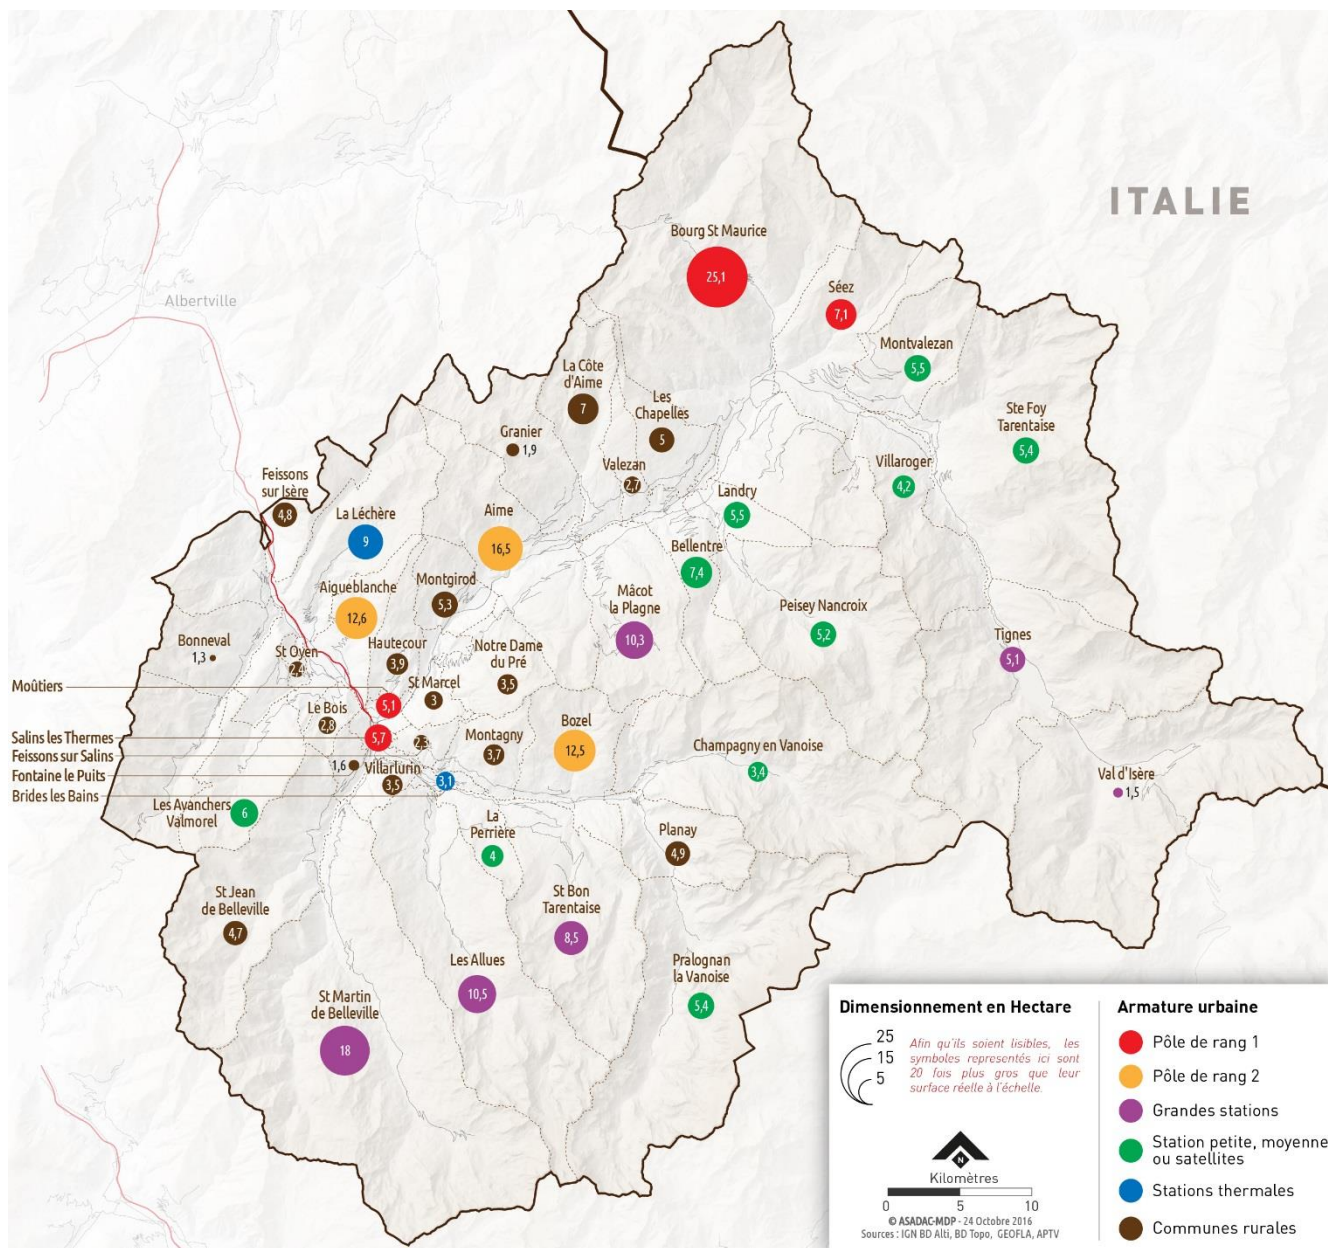 ITALIE
Bourg St Maurice
25,1
Albertville
Séez
7,1
Montvalezan
5,5
La Côte
d'Aime
7
Les
Chapelles
5
Ste Foy
Tarentaise
5,4
Granier
1,9
Valezan
2,7
Villaroger
4,2
Feissons
sur Isère
4,8
La Léchère
9
Aime
16,5
Landry
5,5
Bellentre
7,4
Aigueblanche
12,6
Montgirod
5,3
Mâcot
la Plagne
10,3
Peisey Nancroix
5,2
Tignes
5,1
Bonneval
1,3
St Oyen
2,4
Hautecour
3,9
Notre Dame
du Pré
3,5
St Marcel
3
Moûtiers
5,1
Le Bois
2,8
Salins les Thermes
5,7
Feissons sur Salins
2,3
Fontaine le Puits
1,6
Brides les Bains
3,1
Villarlurin
3,5
Montagny
3,7
Bozel
12,5
Champagny en Vanoise
3,4
Val d'Isère
1,5
Les Avanchers
Valmorel
6
La
Perrière
4
Planay
4,9
St Jean
de Belleville
4,7
St Bon
Tarentaise
8,5
Les Allues
10,5
Pralognan
la Vanoise
5,4
St Martin
de Belleville
18
Dimensionnement en Hectare
25
15
5
Afin qu'ils soient lisibles, les
symboles representés ici sont
20 fois plus gros que leur
surface réelle à l'échelle.
N
Kilomètres
0 5 10
© ASADAC-MDP - 24 Octobre 2016
Sources : IGN BD Alti, BD Topo, GEOFLA, APTV
Armature urbaine
Pôle de rang 1
Pôle de rang 2
Grandes stations
Station petite, moyenne
ou satellites
Stations thermales
Communes rurales